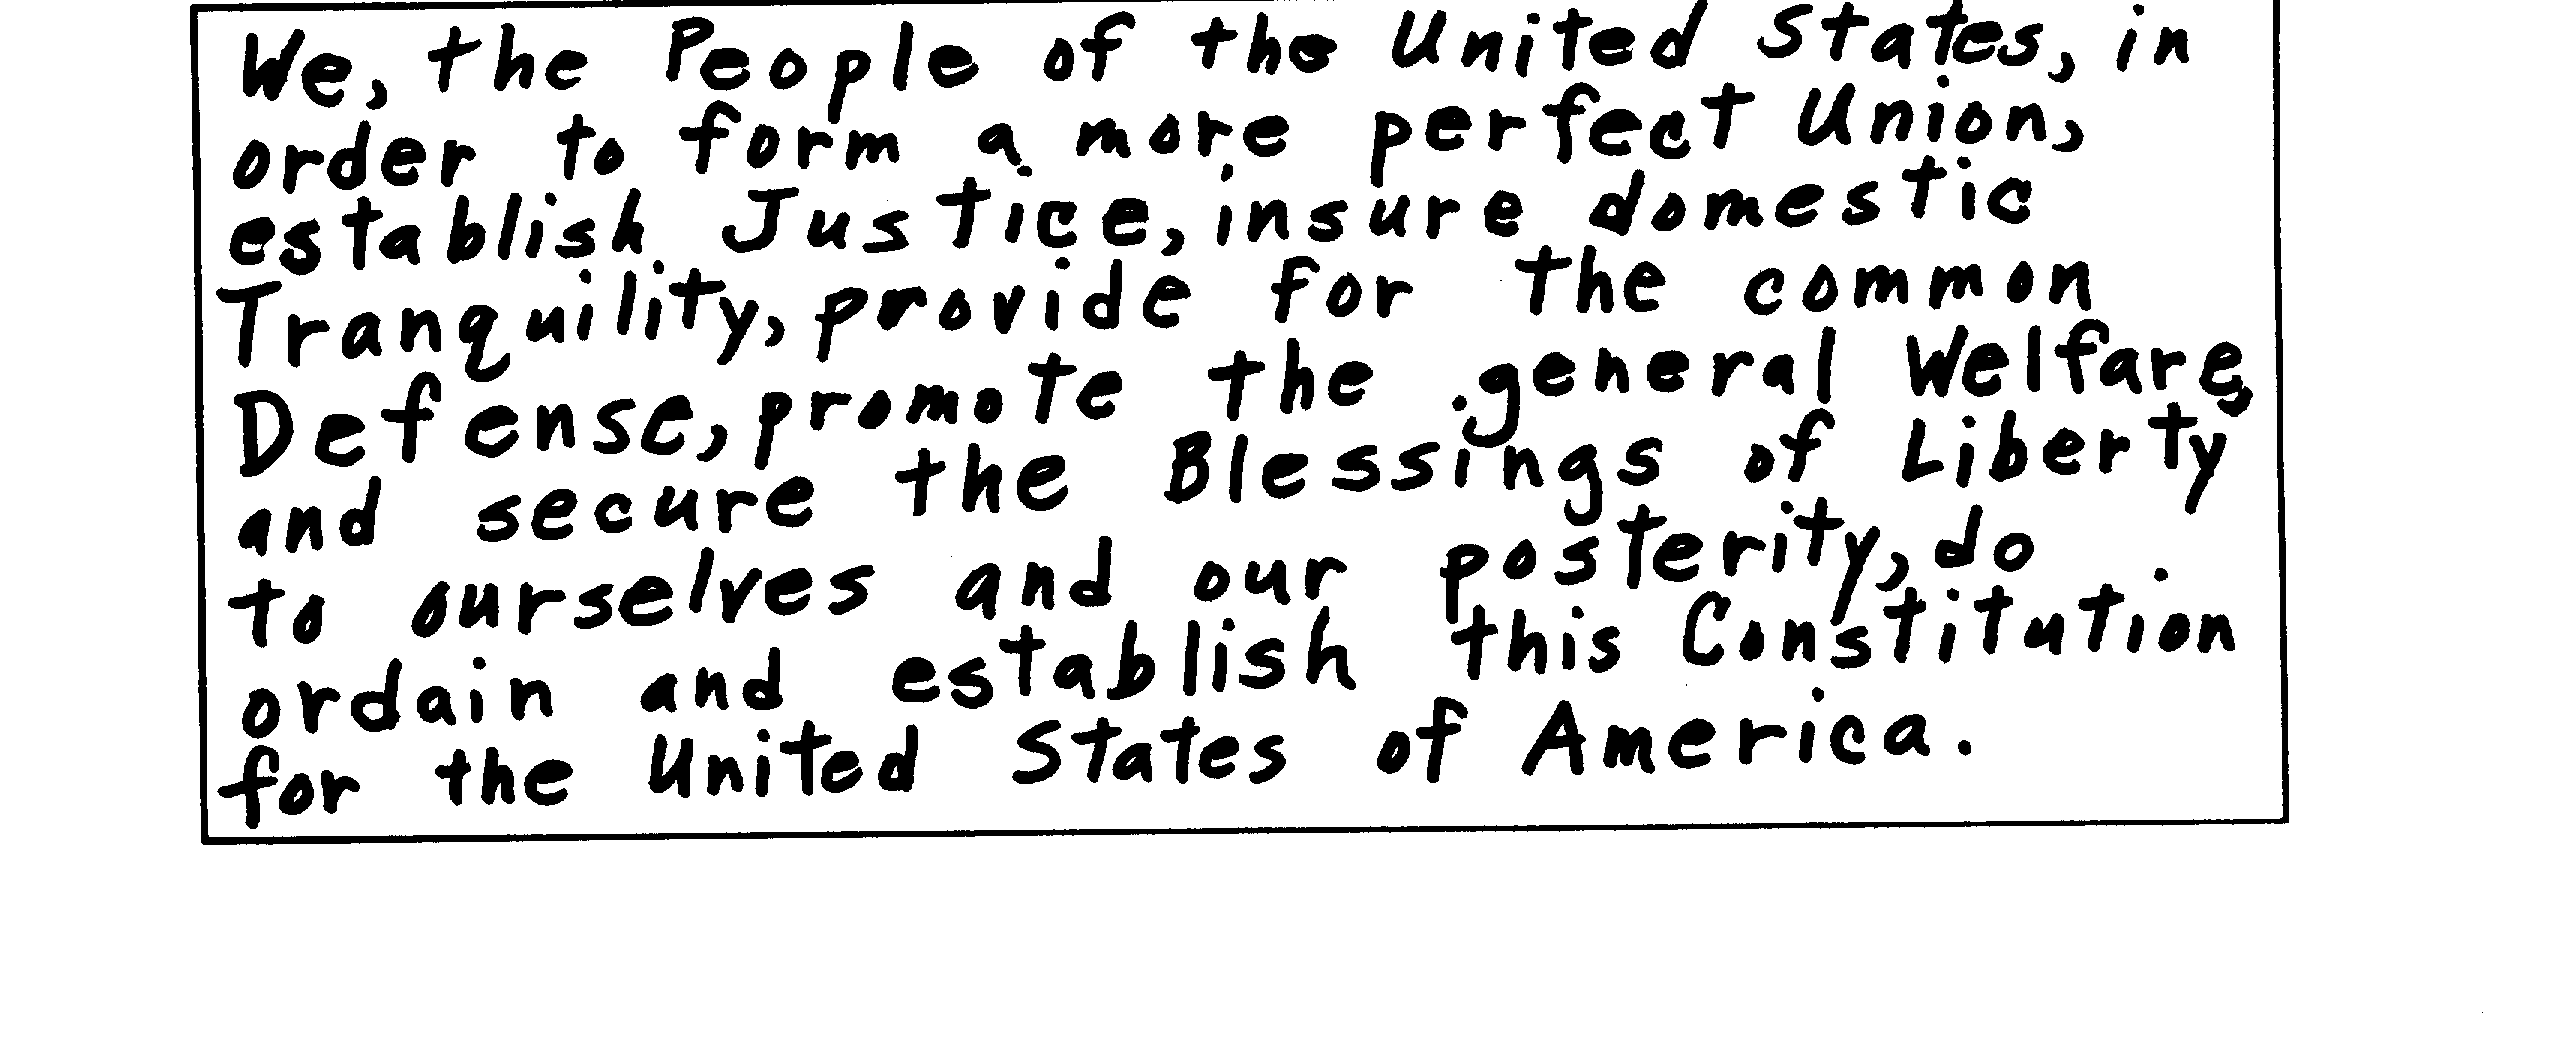 We, the People of the United States, in
order to form a more perfect Union,
establish Justice, insure domestic
Tranquility, provide for the common
Defense, promote the general Welfare,
and secure the Blessings of Liberty
to ourselves and our posterity, do
ordain and establish this Constitution
for the United States of America.